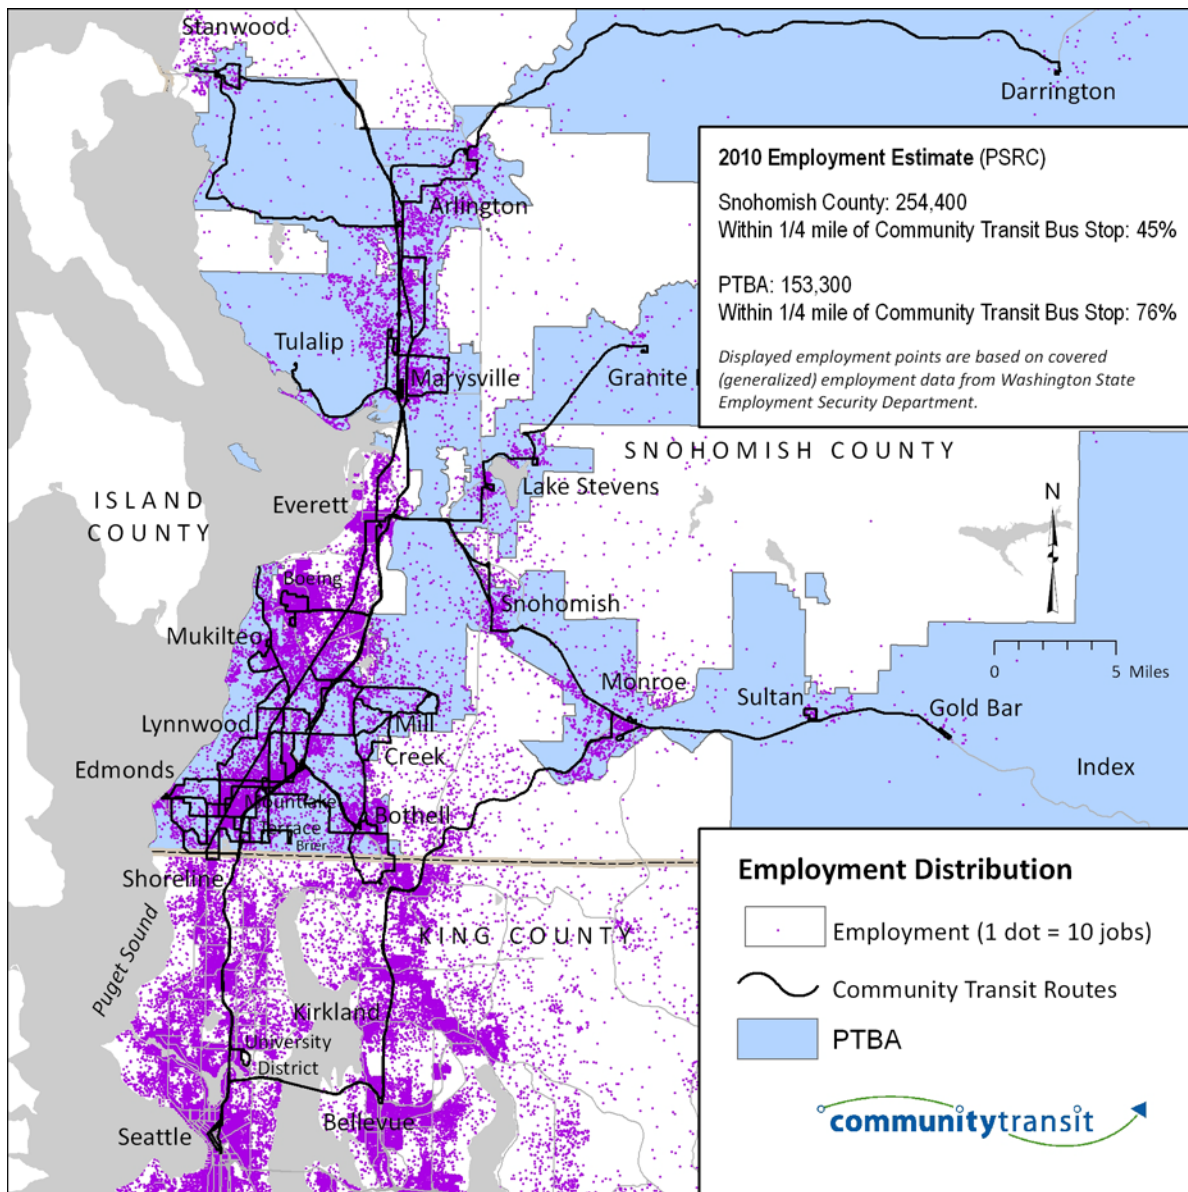 Stanwood
Darrington
2010 Employment Estimate (PSRC)
Snohomish County: 254,400
Within 1/4 mile of Community Transit Bus Stop: 45%
PTBA: 153,300
Within 1/4 mile of Community Transit Bus Stop: 76%
Displayed employment points are based on covered
(generalized) employment data from Washington State
Employment Security Department.
Arlington
Tulalip
Marysville
Granite
SNOHOMISH COUNTY
ISLAND
COUNTY
Everett
Lake Stevens
N
Boeing
Snohomish
Mukilteo
0 5 Miles
Monroe
Sultan
Gold Bar
Lynnwood
Mill
Creek
Edmonds
Index
Mountlake
Terrace
Brier
Bothell
Shoreline
Puget Sound
KING COUNTY
Kirkland
University
District
Bellevue
Seattle
Employment Distribution
Employment (1 dot = 10 jobs)
Community Transit Routes
PTBA
communitytransit